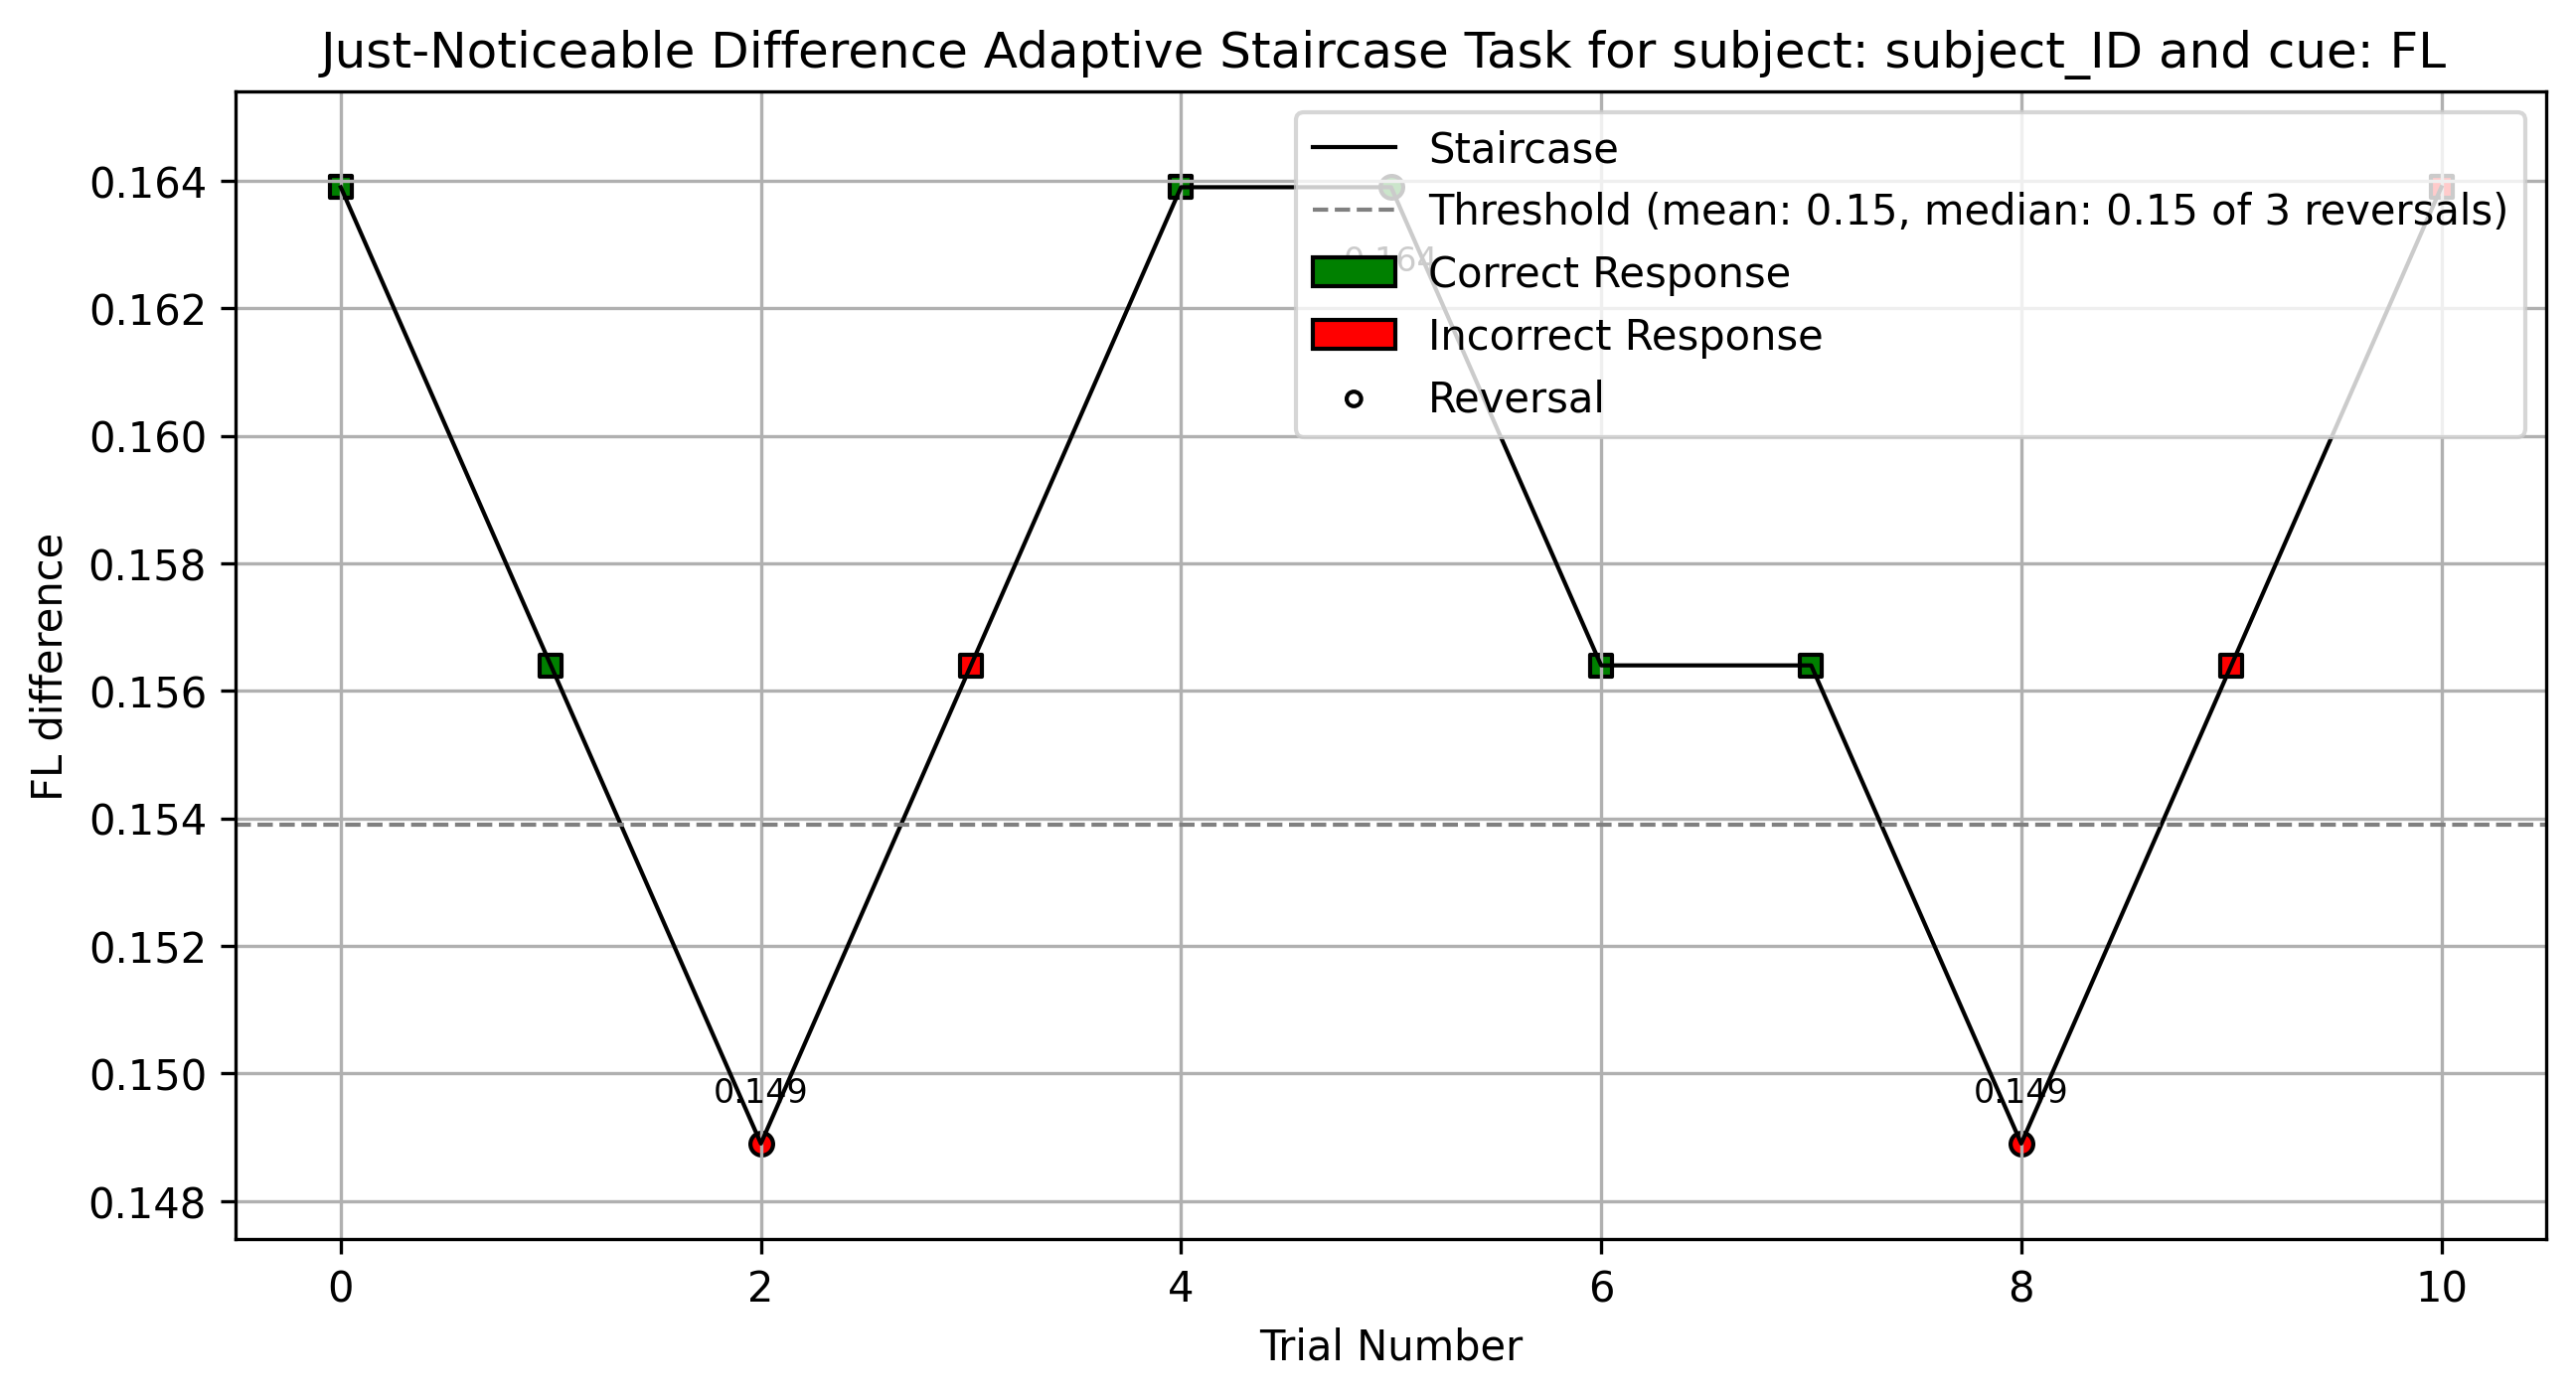 Just-Noticeable Difference Adaptive Staircase Task for subject: subject_ID and cue: FL
Staircase
Threshold (mean: 0.15, median: 0.15 of 3 reversals)
Correct Response
Incorrect Response
Reversal
0.164
0.149
0.149
FL difference
0.164
0.162
0.160
0.158
0.156
0.154
0.152
0.150
0.148
0
2
4
6
8
10
Trial Number